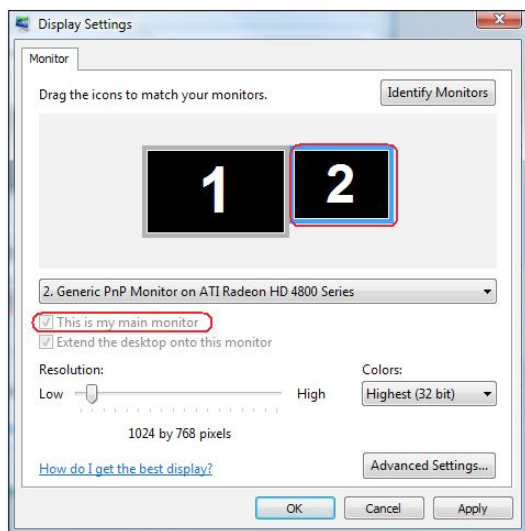 Display Settings
Monitor
Drag the icons to match your monitors.
Identify Monitors
1
2
2. Generic PnP Monitor on ATI Radeon HD 4800 Series
This is my main monitor
Extend the desktop onto this monitor
Resolution:
Colors:
Low
High
Highest (32 bit)
1024 by 768 pixels
How do I get the best display?
Advanced Settings...
OK
Cancel
Apply